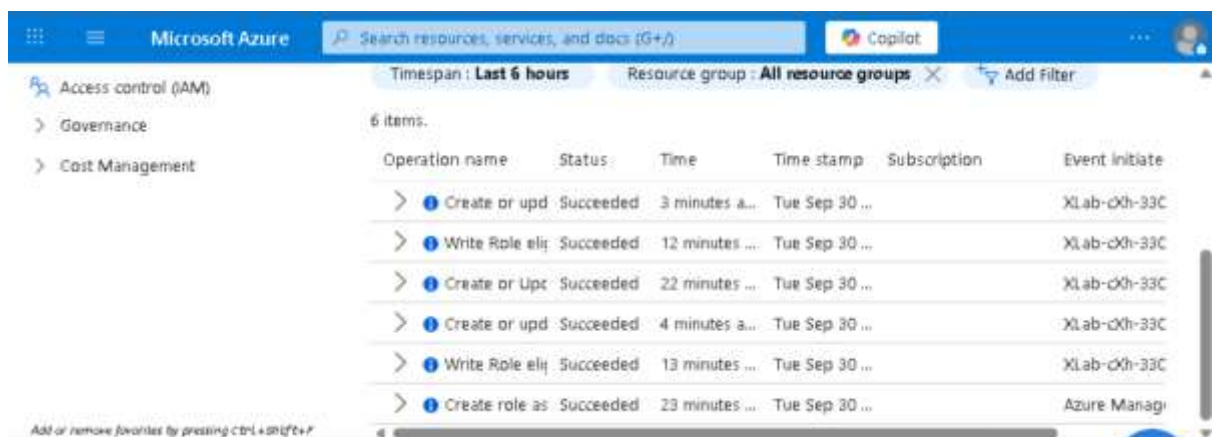 Microsoft Azure
Search resources, services, and docs (G+/)
Copilot
...
Access control (IAM)
Governance
Cost Management
Add or remove favorites by pressing Ctrl+Shift+F
Timespan : Last 6 hours
Resource group : All resource groups
Add Filter
6 items.
Operation name Status Time Time stamp Subscription Event initiate
Create or upd Succeeded 3 minutes a... Tue Sep 30 ... XLab-cXh-33C
Write Role elig Succeeded 12 minutes ... Tue Sep 30 ... XLab-cXh-33C
Create or Upd Succeeded 22 minutes ... Tue Sep 30 ... XLab-cXh-33C
Create or upd Succeeded 4 minutes a... Tue Sep 30 ... XLab-cXh-33C
Write Role elig Succeeded 13 minutes ... Tue Sep 30 ... XLab-cXh-33C
Create role as Succeeded 23 minutes ... Tue Sep 30 ... Azure Manag